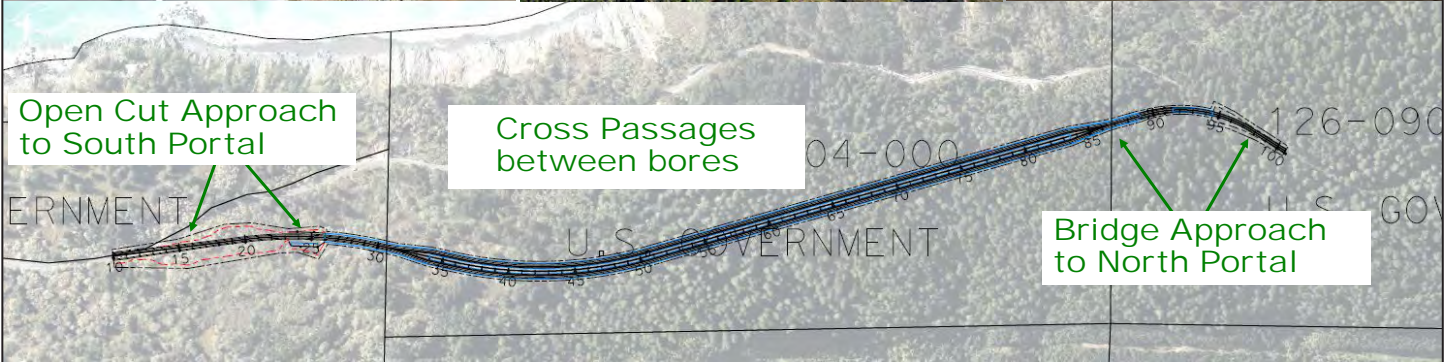 Open Cut Approach
to South Portal
Cross Passages
between bores
04-000
126-090
ERNMENT
U.S. GOVERNMENT
U.S. GOV
Bridge Approach
to North Portal
10
15
20
25
30
35
40
45
50
65
70
75
80
85
90
95
100